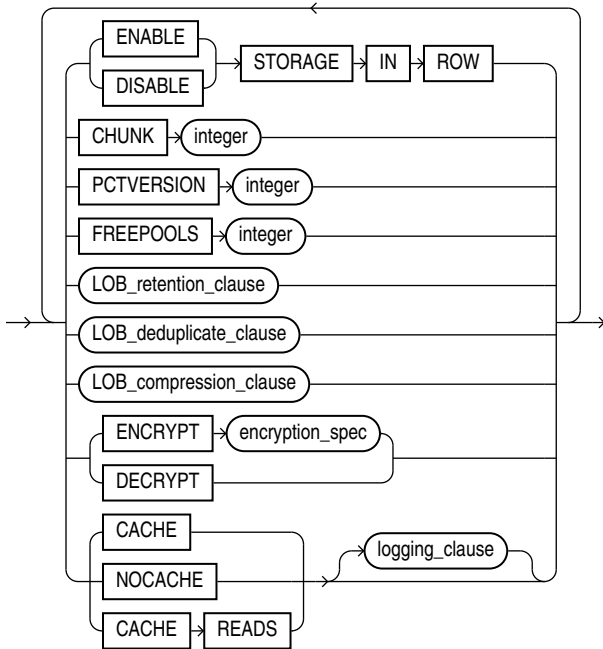 ENABLE
STORAGE IN ROW
DISABLE
CHUNK integer
PCTVERSION integer
FREEPOOLS integer
LOB_retention_clause
LOB_deduplicate_clause
LOB_compression_clause
ENCRYPT encryption_spec
DECRYPT
CACHE
logging_clause
NOCACHE
CACHE READS